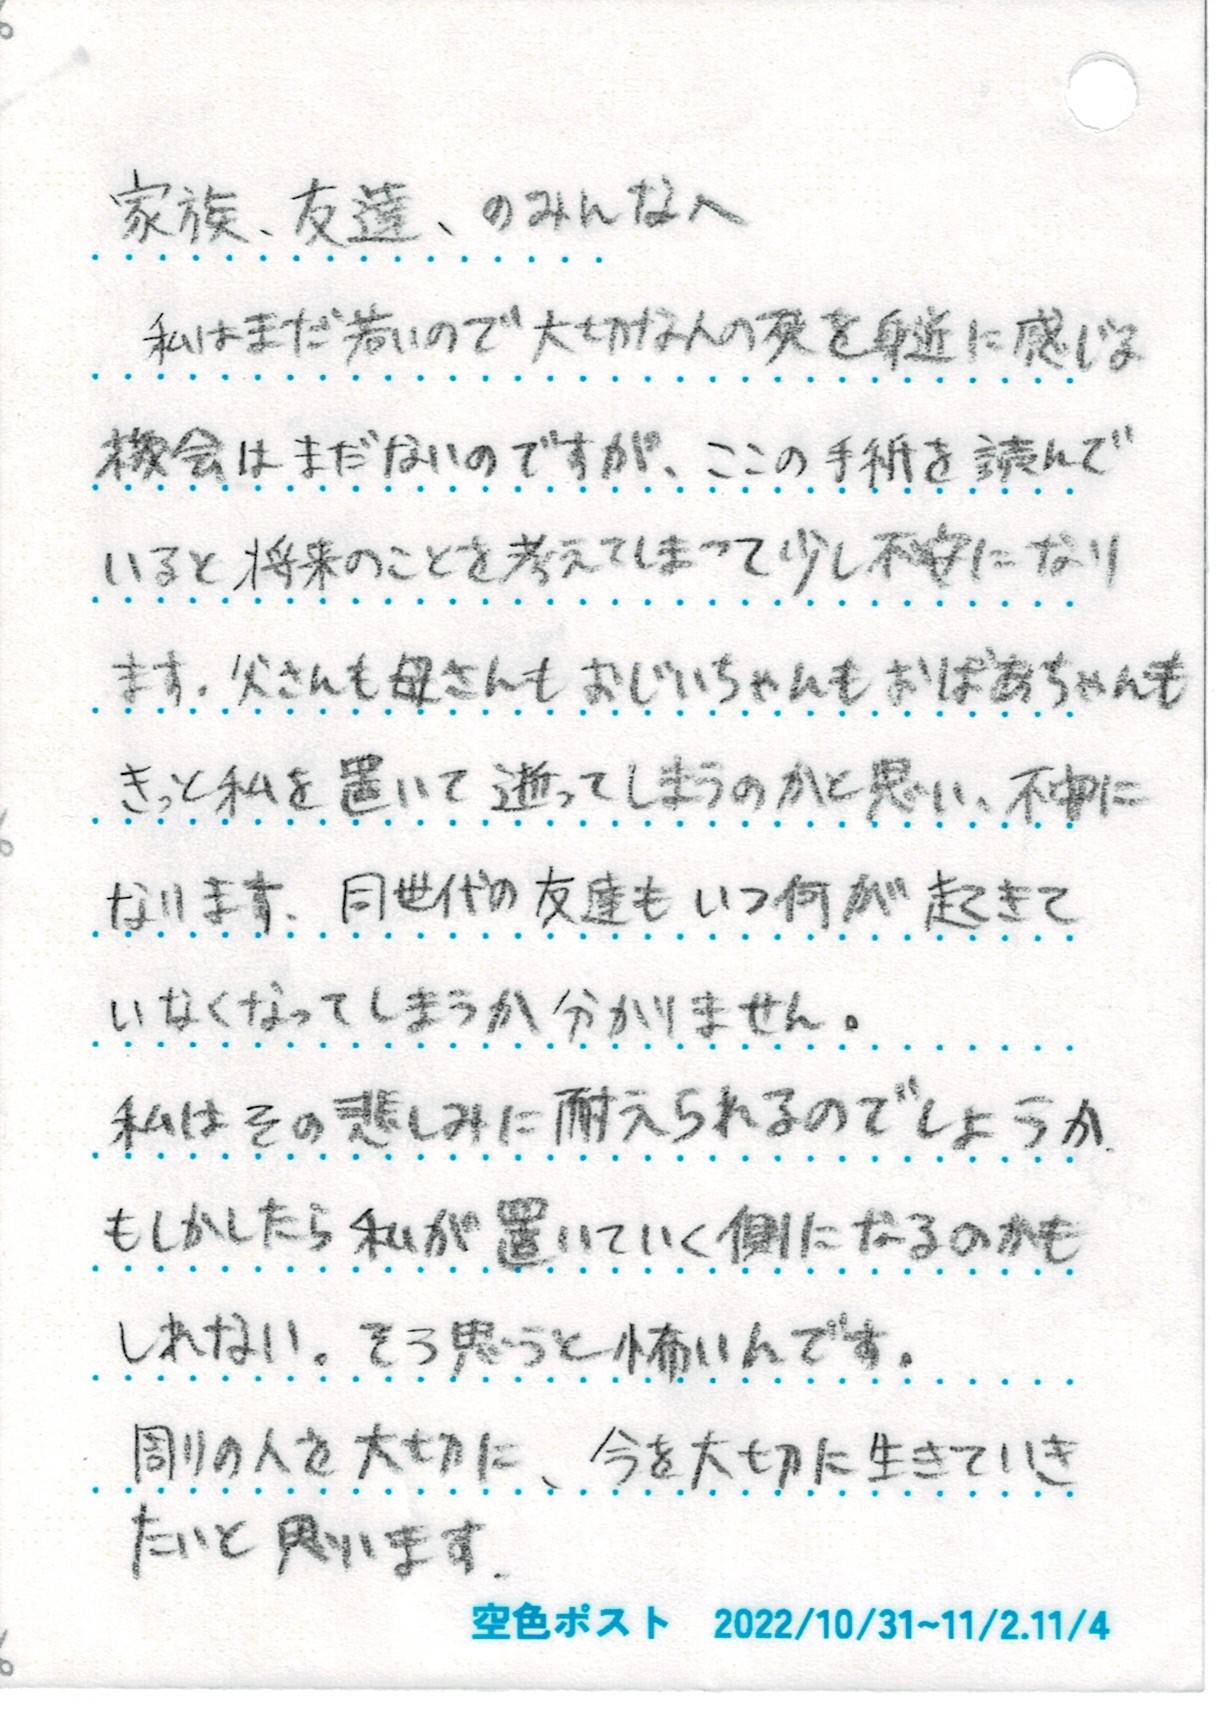 家族、友達、のみんなへ
私はまだ若いので大切な人の死を身近に感じる
機会はまだないのですが、ここの手紙を読んで
いると将来のことを考えてしまって少し不安になり
ます。父さんも母さんもおじいちゃんもおばあちゃんも
きっと私を置いて逝ってしまうのかと思い、不安に
なります。同世代の友達もいつ何が起きて
いなくなってしまうか分かりません。
私はその悲しみに耐えられるのでしょうか.
もしかしたら私が置いていく側になるのかも
しれない。そう思うと怖いんです。
周りの人を大切に、今を大切に生きていき
たいと思います.
空色ポスト 2022/10/31~11/2.11/4